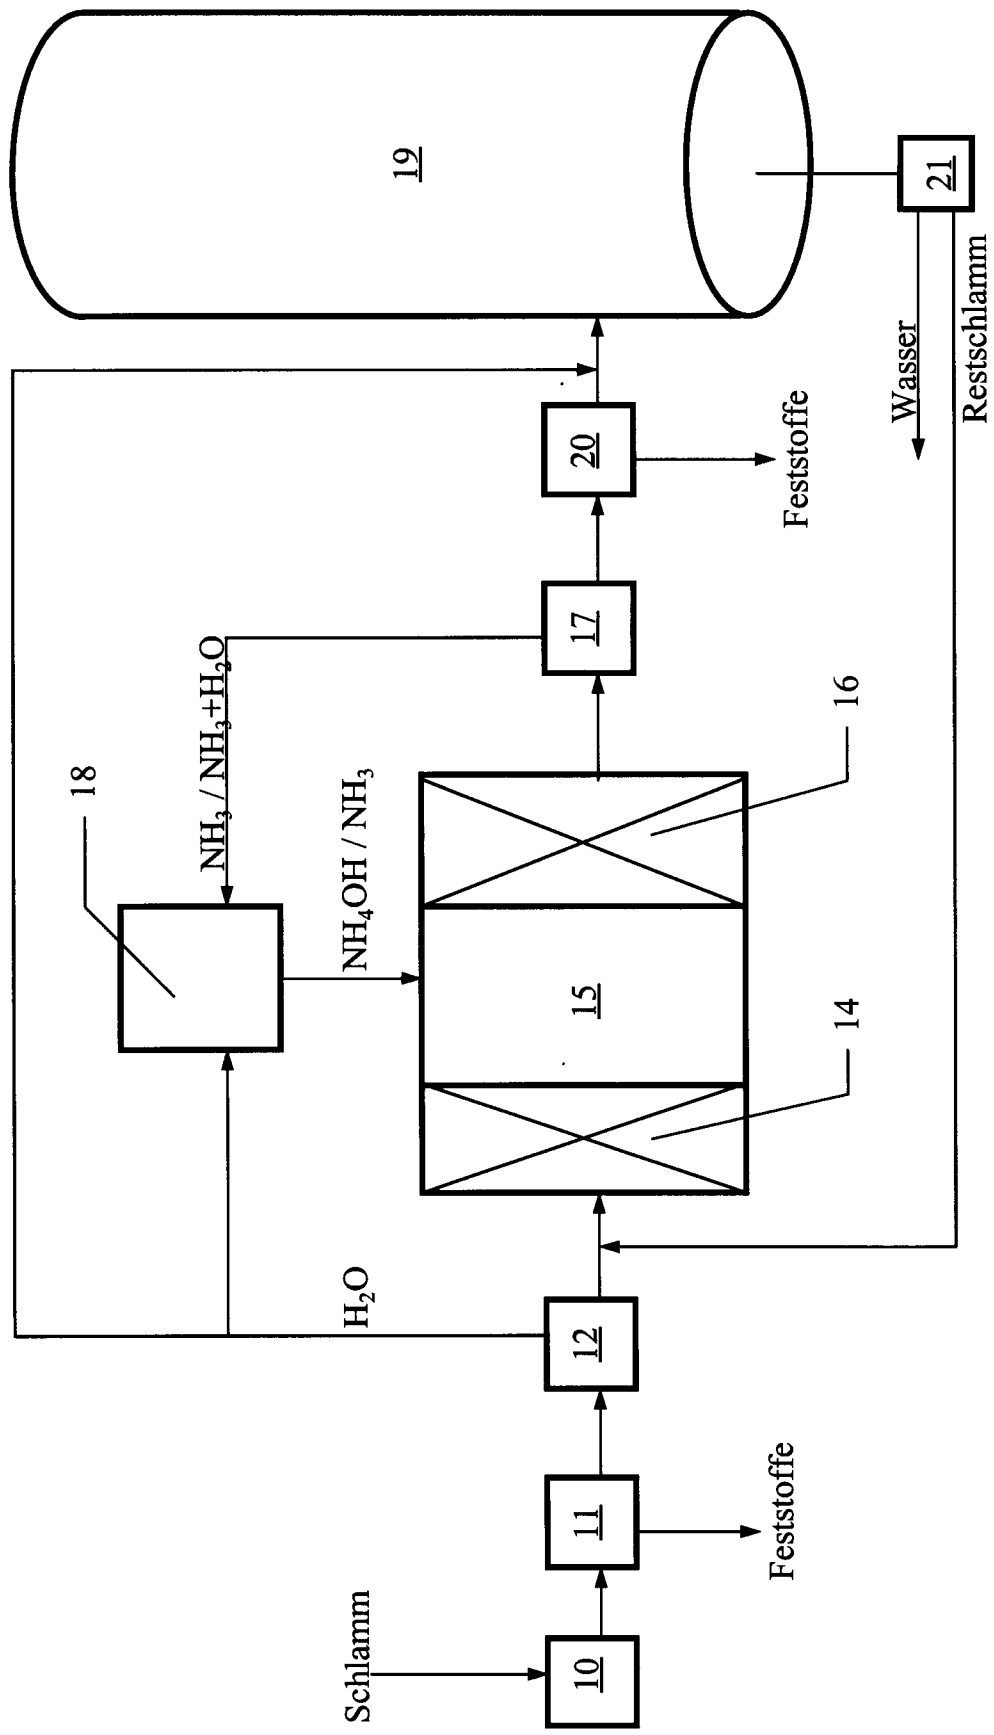 Schlamm
10
11
Feststoffe
12
H₂O
14
15
16
18
NH₄OH / NH₃
NH₃ / NH₃+H₂O
17
20
Feststoffe
19
21
Wasser
Restschlamm